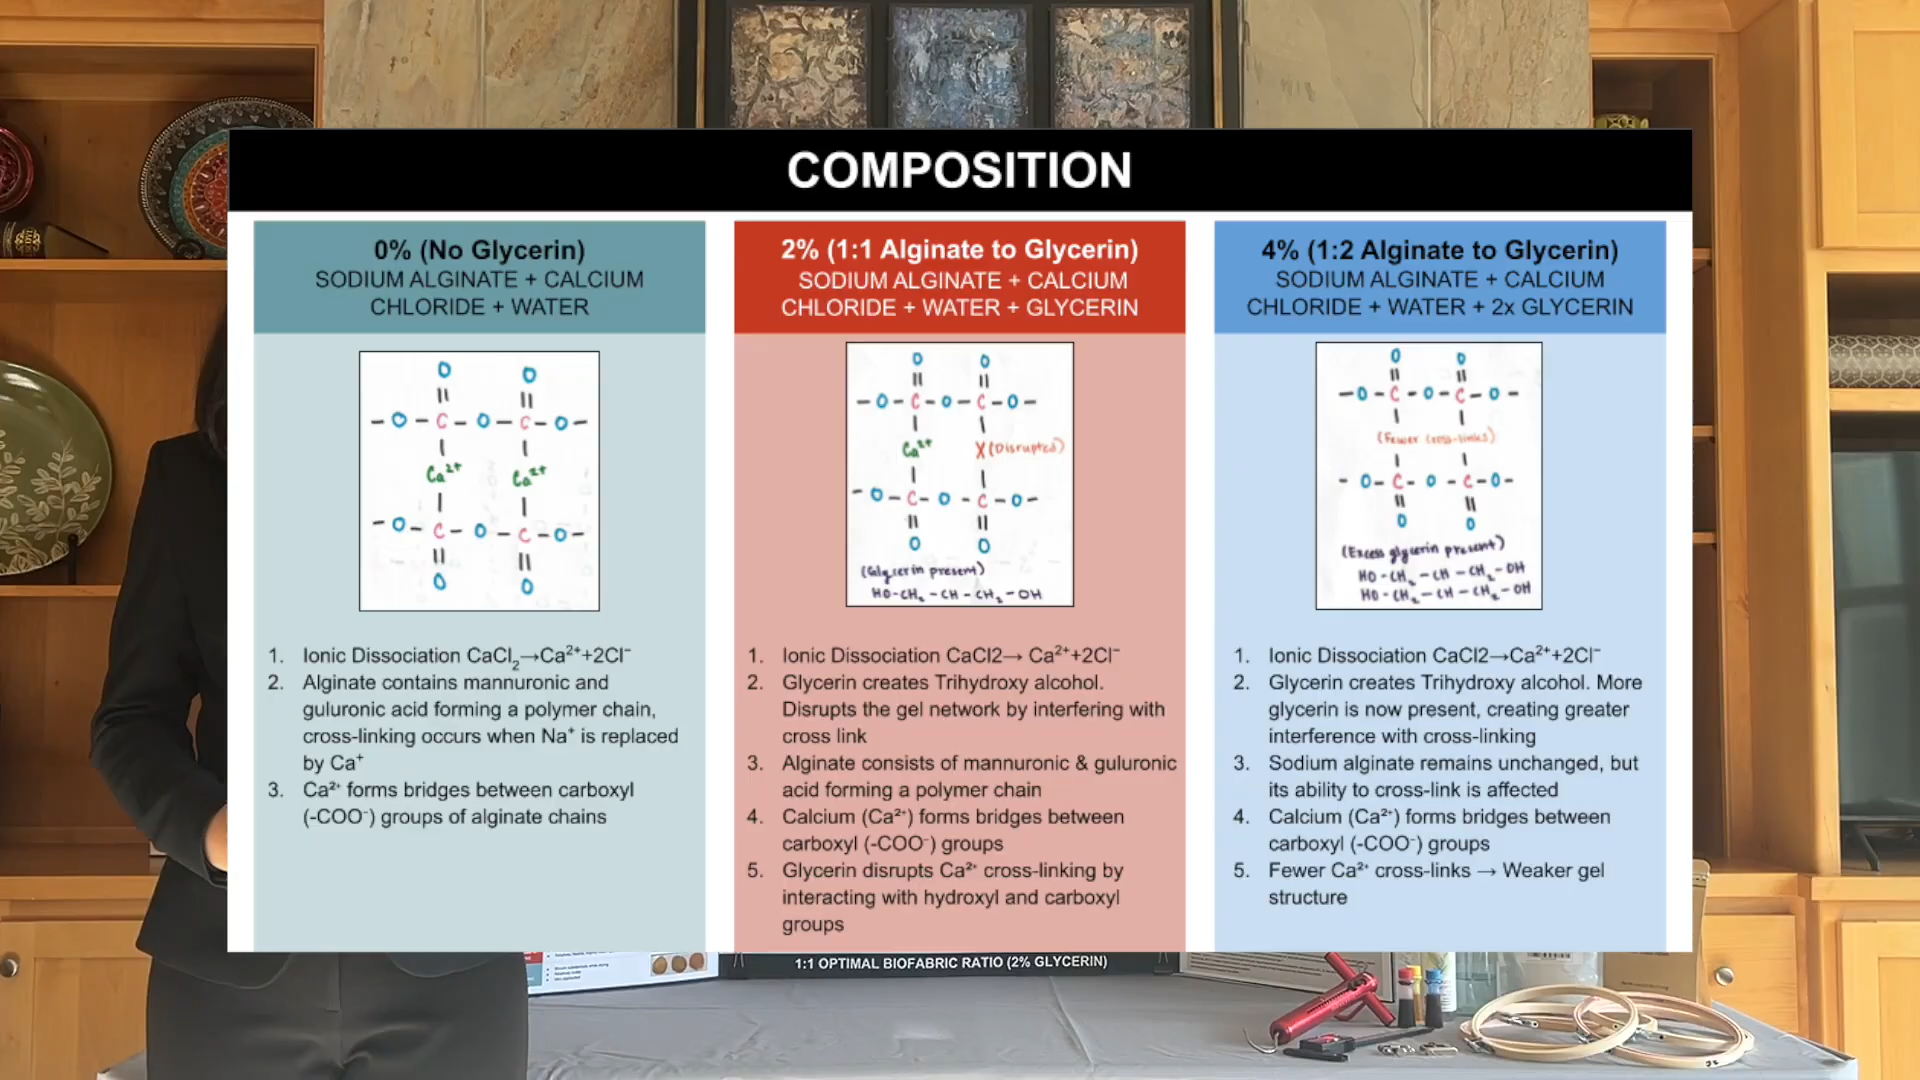 COMPOSITION
0% (No Glycerin)
SODIUM ALGINATE + CALCIUM
CHLORIDE + WATER
O O
- O - C - O - C - O -
Ca²⁺ Ca²⁺
- O - C - O - C - O -
O O
1. Ionic Dissociation CaCl₂→Ca²⁺+2Cl⁻
2. Alginate contains mannuronic and
guluronic acid forming a polymer chain,
cross-linking occurs when Na⁺ is replaced
by Ca⁺
3. Ca²⁺ forms bridges between carboxyl
(-COO⁻) groups of alginate chains
2% (1:1 Alginate to Glycerin)
SODIUM ALGINATE + CALCIUM
CHLORIDE + WATER + GLYCERIN
O O
- O - C - O - C - O -
Ca²⁺ X (Disrupted)
- O - C - O - C - O -
O O
(Glycerin present)
HO-CH₂-CH-CH₂-OH
1. Ionic Dissociation CaCl2→ Ca²⁺+2Cl⁻
2. Glycerin creates Trihydroxy alcohol.
Disrupts the gel network by interfering with
cross link
3. Alginate consists of mannuronic & guluronic
acid forming a polymer chain
4. Calcium (Ca²⁺) forms bridges between
carboxyl (-COO⁻) groups
5. Glycerin disrupts Ca²⁺ cross-linking by
interacting with hydroxyl and carboxyl
groups
4% (1:2 Alginate to Glycerin)
SODIUM ALGINATE + CALCIUM
CHLORIDE + WATER + 2x GLYCERIN
O O
- O - C - O - C - O -
(Fewer cross-links)
- O - C - O - C - O -
O O
(Excess glycerin present)
HO-CH₂-CH-CH₂-OH
HO-CH₂-CH-CH₂-OH
1. Ionic Dissociation CaCl2→Ca²⁺+2Cl⁻
2. Glycerin creates Trihydroxy alcohol. More
glycerin is now present, creating greater
interference with cross-linking
3. Sodium alginate remains unchanged, but
its ability to cross-link is affected
4. Calcium (Ca²⁺) forms bridges between
carboxyl (-COO⁻) groups
5. Fewer Ca²⁺ cross-links → Weaker gel
structure
1:1 OPTIMAL BIOFABRIC RATIO (2% GLYCERIN)